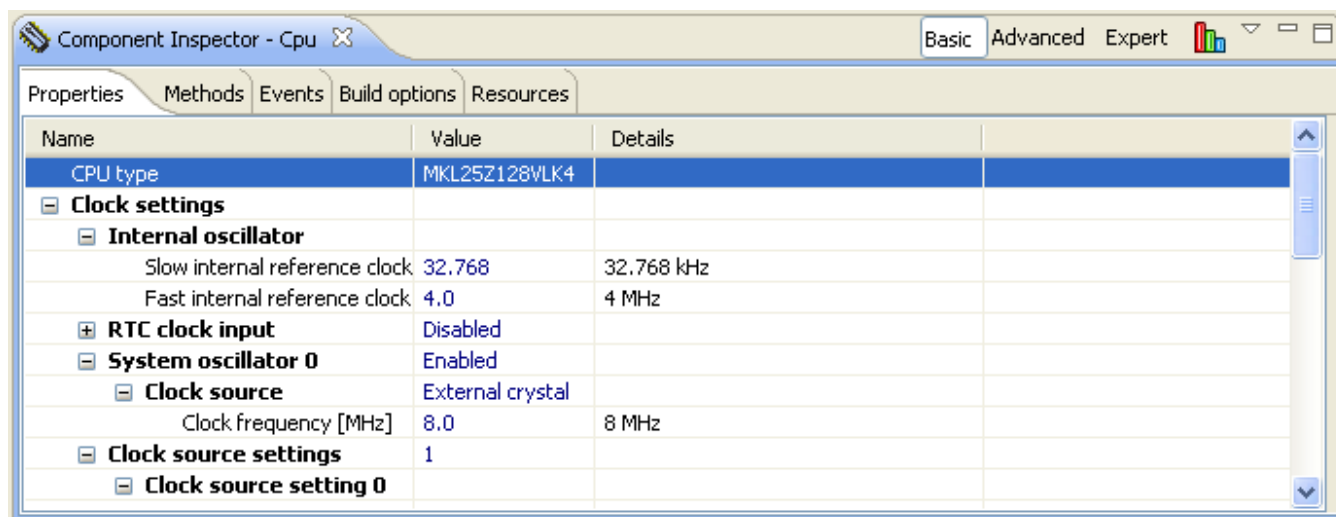 Component Inspector - Cpu Basic Advanced Expert
Properties Methods Events Build options Resources
Name Value Details
CPU type MKL25Z128VLK4
Clock settings
Internal oscillator
Slow internal reference clock 32.768 32.768 kHz
Fast internal reference clock 4.0 4 MHz
RTC clock input Disabled
System oscillator 0 Enabled
Clock source External crystal
Clock frequency [MHz] 8.0 8 MHz
Clock source settings 1
Clock source setting 0